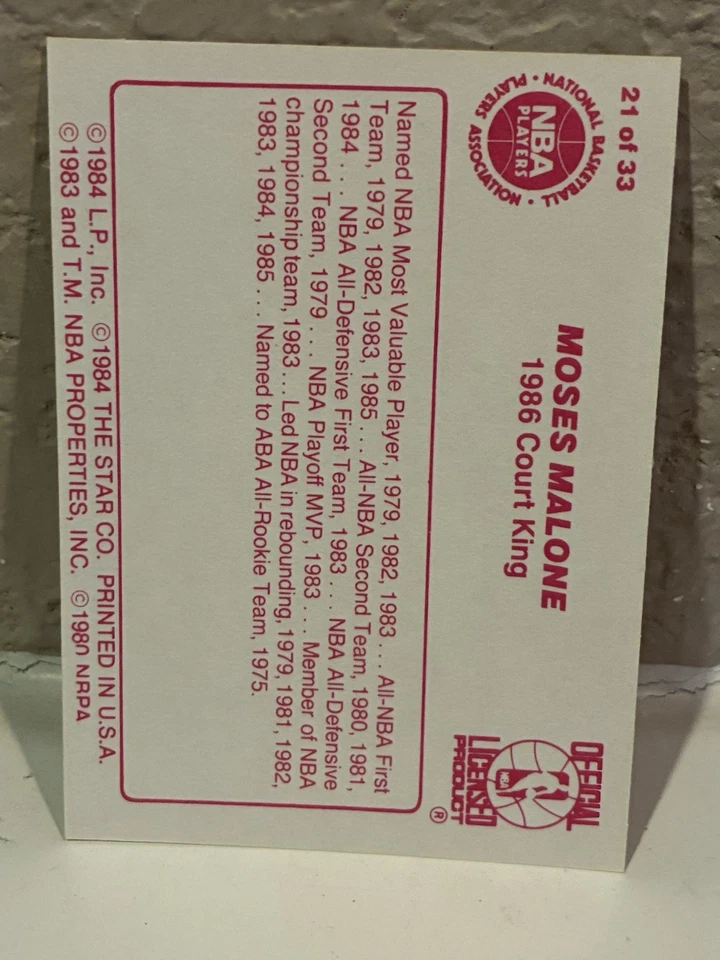 21 of 33
NATIONAL BASKETBALL PLAYERS ASSOCIATION
NBA
PLAYERS
MOSES MALONE
1986 Court King
OFFICIAL
NBA
LICENSED
PRODUCT
®
Named NBA Most Valuable Player, 1979, 1982, 1983 . . . All-NBA First
Team, 1979, 1982, 1983, 1985 . . . All-NBA Second Team, 1980, 1981,
1984 . . . NBA All-Defensive First Team, 1983 . . . NBA All-Defensive
Second Team, 1979 . . . NBA Playoff MVP, 1983 . . . Member of NBA
championship team, 1983 . . . Led NBA in rebounding, 1979, 1981, 1982,
1983, 1984, 1985 . . . Named to ABA All-Rookie Team, 1975.
©1984 L.P., Inc. ©1984 THE STAR CO. PRINTED IN U.S.A.
©1983 and T.M. NBA PROPERTIES, INC. ©1980 NBPA